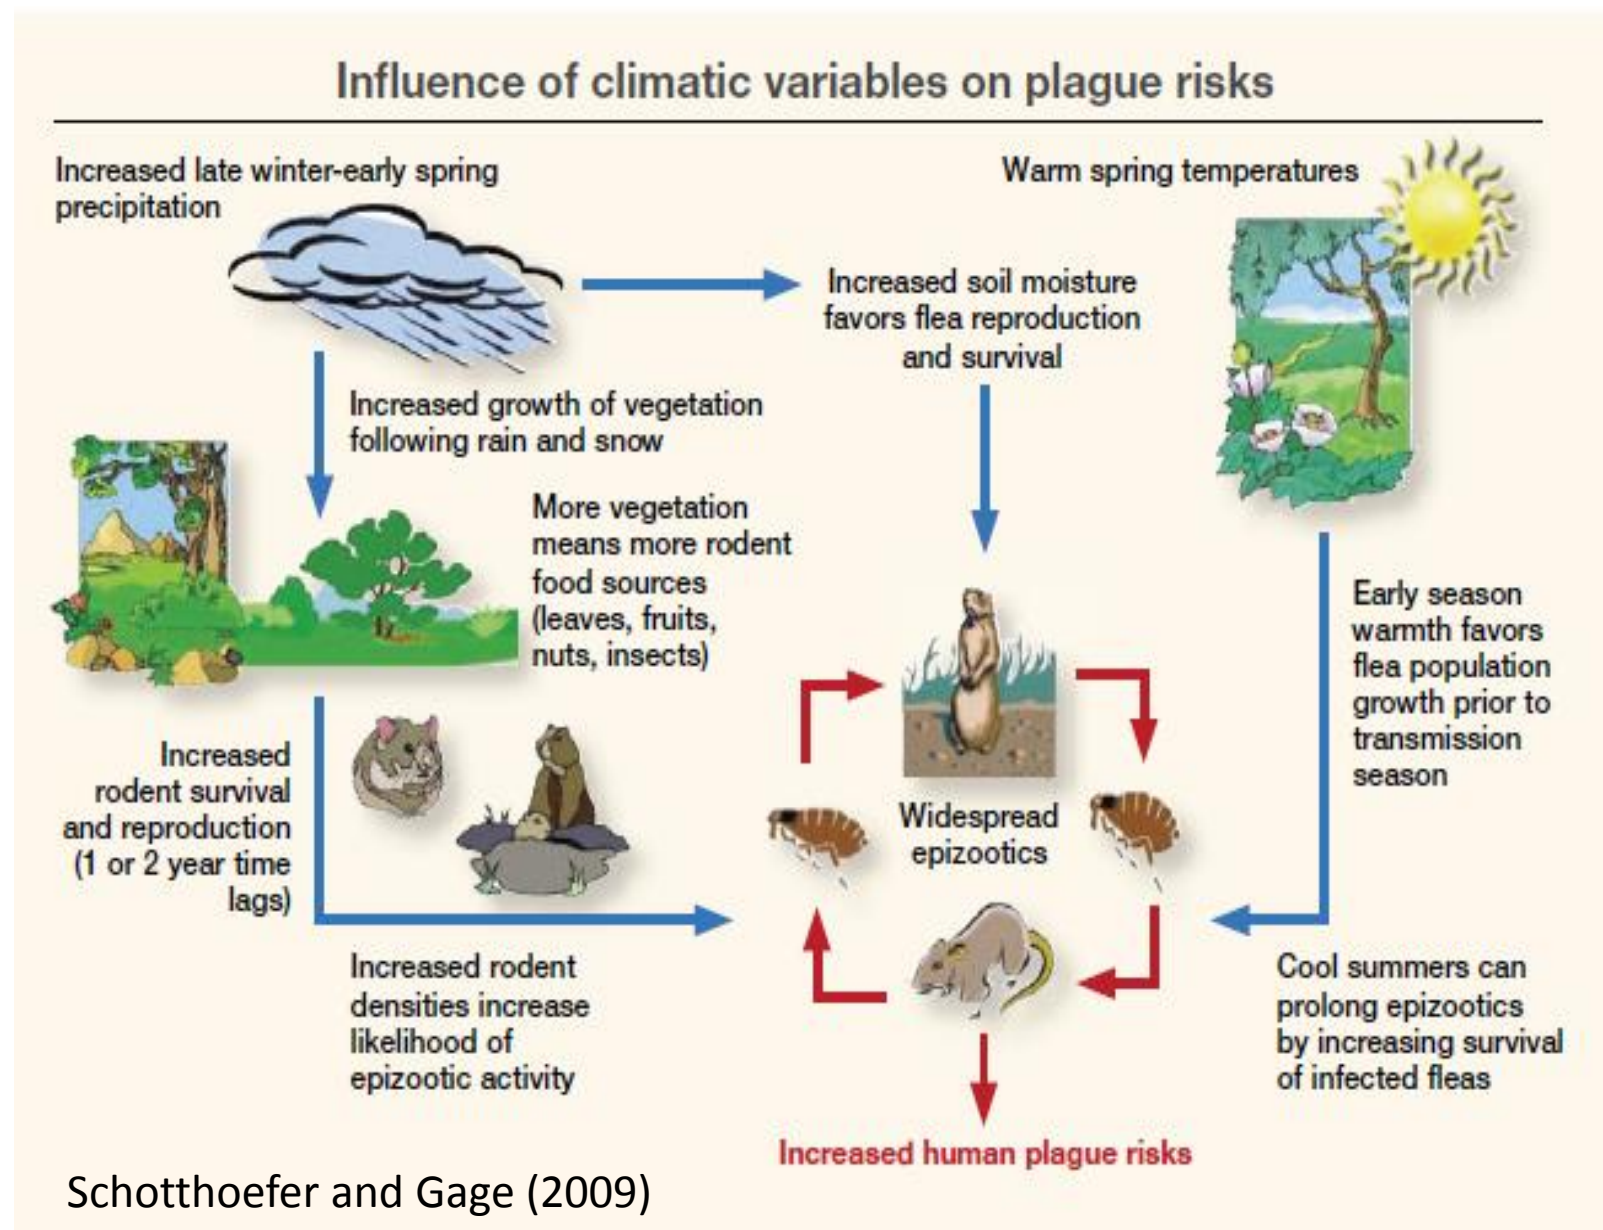 Influence of climatic variables on plague risks
Increased late winter-early spring
precipitation
Warm spring temperatures
Increased soil moisture
favors flea reproduction
and survival
Increased growth of vegetation
following rain and snow
More vegetation
means more rodent
food sources
(leaves, fruits,
nuts, insects)
Early season
warmth favors
flea population
growth prior to
transmission
season
Increased
rodent survival
and reproduction
(1 or 2 year time
lags)
Widespread
epizootics
Increased rodent
densities increase
likelihood of
epizootic activity
Cool summers can
prolong epizootics
by increasing survival
of infected fleas
Increased human plague risks
Schotthoefer and Gage (2009)